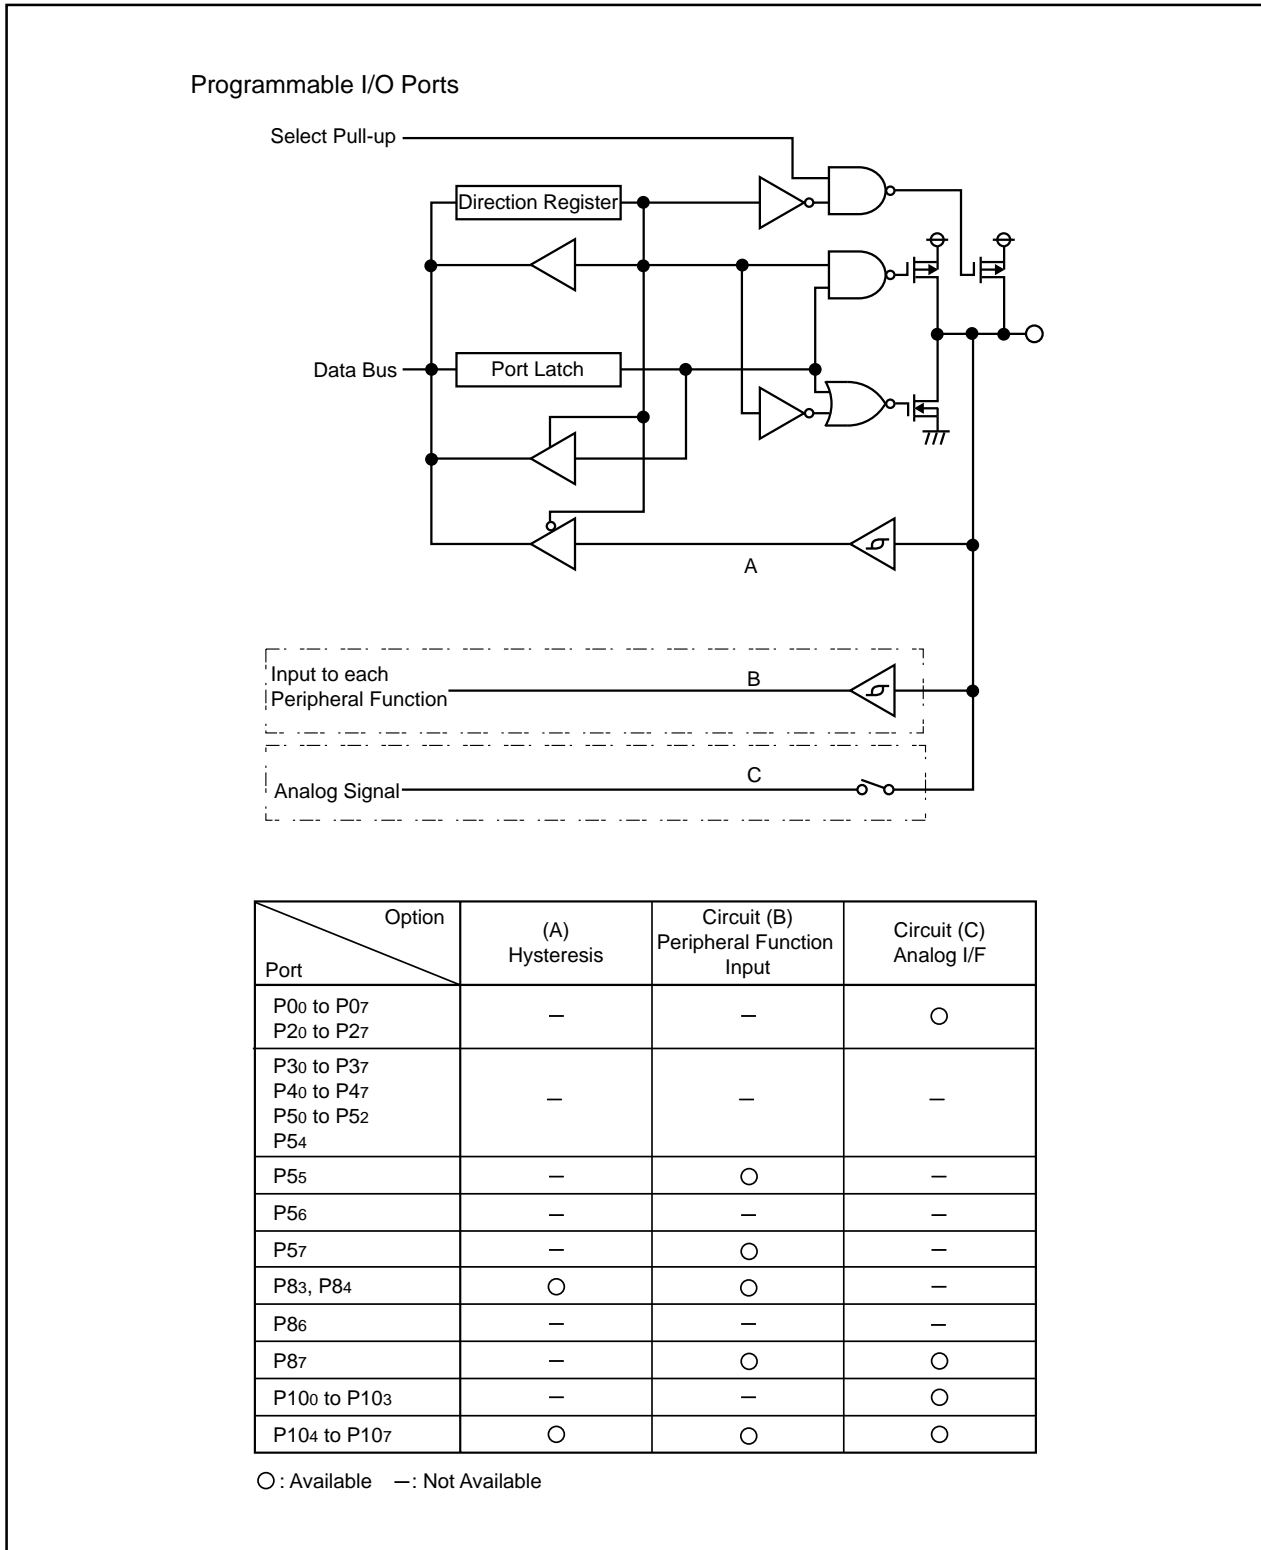 Programmable I/O Ports
Select Pull-up
Direction Register
Data Bus
Port Latch
A
Input to each
Peripheral Function
B
Analog Signal
C
Option
Port
(A)
Hysteresis
Circuit (B)
Peripheral Function
Input
Circuit (C)
Analog I/F
P00 to P07
P20 to P27
– – ○
P30 to P37
P40 to P47
P50 to P52
P54
– – –
P55 – ○ –
P56 – – –
P57 – ○ –
P83, P84 ○ ○ –
P86 – – –
P87 – ○ ○
P100 to P103 – – ○
P104 to P107 ○ ○ ○
○ : Available –: Not Available